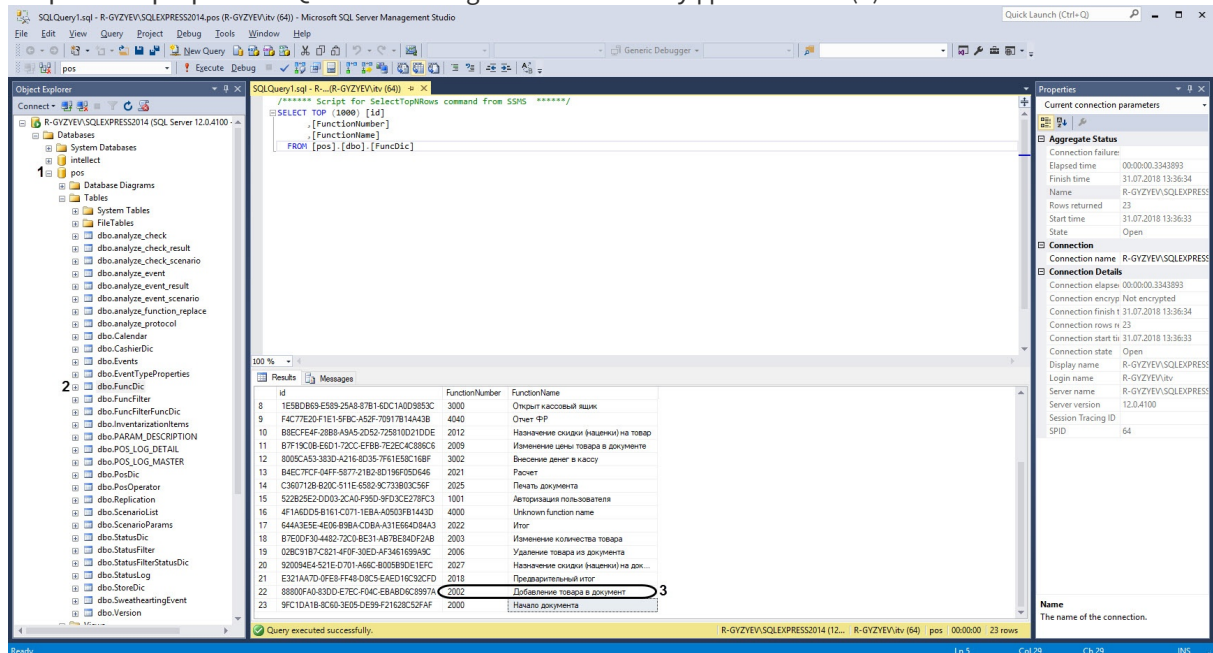 SQLQuery1.sql - R-GYZYEV\SQLEXPRESS2014.pos (R-GYZYEV\itv (64)) - Microsoft SQL Server Management Studio
Quick Launch (Ctrl+Q)
File Edit View Query Project Debug Tools Window Help
New Query
Generic Debugger
pos
Execute Debug
Object Explorer
Connect
R-GYZYEV\SQLEXPRESS2014 (SQL Server 12.0.4100 -
Databases
System Databases
intellect
1 pos
Database Diagrams
Tables
System Tables
FileTables
dbo.analyze_check
dbo.analyze_check_result
dbo.analyze_check_scenario
dbo.analyze_event
dbo.analyze_event_result
dbo.analyze_event_scenario
dbo.analyze_function_replace
dbo.analyze_protocol
dbo.Calendar
dbo.CashierDic
dbo.Events
dbo.EventTypeProperties
2 dbo.FuncDic
dbo.FuncFilter
dbo.FuncFilterFuncDic
dbo.InventarizationItems
dbo.PARAM_DESCRIPTION
dbo.POS_LOG_DETAIL
dbo.POS_LOG_MASTER
dbo.PosDic
dbo.PosOperator
dbo.Replication
dbo.ScenarioList
dbo.ScenarioParams
dbo.StatusDic
dbo.StatusFilter
dbo.StatusFilterStatusDic
dbo.StatusLog
dbo.StoreDic
dbo.SweatheartingEvent
dbo.Version
SQLQuery1.sql - R-...(R-GYZYEV\itv (64))
/****** Script for SelectTopNRows command from SSMS ******/
SELECT TOP (1000) [id]
,[FunctionNumber]
,[FunctionName]
FROM [pos].[dbo].[FuncDic]
100 %
Results Messages
id FunctionNumber FunctionName
8 1E5BDB69-E589-25A8-87B1-6DC1A0D9853C 3000 Открыт кассовый ящик
9 F4C77E20-F1E1-5FBC-A52F-70917B14A43B 4040 Отчет ФР
10 B8ECFE4F-28B8-A9A5-2D52-725810D21DDE 2012 Назначение скидки (наценки) на товар
11 B7F19C0B-E6D1-72CC-EFBB-7E2EC4C886C6 2009 Изменение цены товара в документе
12 8005CA53-383D-A216-8D35-7F61E58C16BF 3002 Внесение денег в кассу
13 B4EC7FCF-04FF-5877-21B2-8D196F05D646 2021 Расчет
14 C360712B-B20C-511E-6582-9C733B03C56F 2025 Печать документа
15 522B25E2-DD03-2CA0-F95D-9FD3CE278FC3 1001 Авторизация пользователя
16 4F1A6DD5-B161-C071-1EBA-A0503FB1443D 4000 Unknown function name
17 644A3E5E-4E06-B9BA-CDBA-A31E664D84A3 2022 Итог
18 B7E0DF30-4482-72C0-BE31-AB7BE84DF2AB 2003 Изменение количества товара
19 02BC91B7-C821-4F0F-30ED-AF3461699A9C 2006 Удаление товара из документа
20 920094E4-521E-D701-A66C-B005B9DE1EFC 2027 Назначение скидки (наценки) на док...
21 E321AA7D-0FE8-FF48-D8C5-EAED16C92CFD 2018 Предварительный итог
22 88800FA0-83DD-E7EC-F04C-EBABD6C8997A 2002 Добавление товара в документ 3
23 9FC1DA1B-8C60-3E05-DE99-F21628C52FAF 2000 Начало документа
Query executed successfully. R-GYZYEV\SQLEXPRESS2014 (12... R-GYZYEV\itv (64) pos 00:00:00 23 rows
Properties
Current connection parameters
Aggregate Status
Connection failure
Elapsed time 00:00:00.3343893
Finish time 31.07.2018 13:36:34
Name R-GYZYEV\SQLEXPRESS
Rows returned 23
Start time 31.07.2018 13:36:33
State Open
Connection
Connection name R-GYZYEV\SQLEXPRESS
Connection Details
Connection elapse 00:00:00.3343893
Connection encryp Not encrypted
Connection finish t 31.07.2018 13:36:34
Connection rows re 23
Connection start ti 31.07.2018 13:36:33
Connection state Open
Display name R-GYZYEV\SQLEXPRESS
Login name R-GYZYEV\itv
Server name R-GYZYEV\SQLEXPRESS
Server version 12.0.4100
Session Tracing ID
SPID 64
Name
The name of the connection.
Ready Ln 5 Col 29 Ch 29 INS